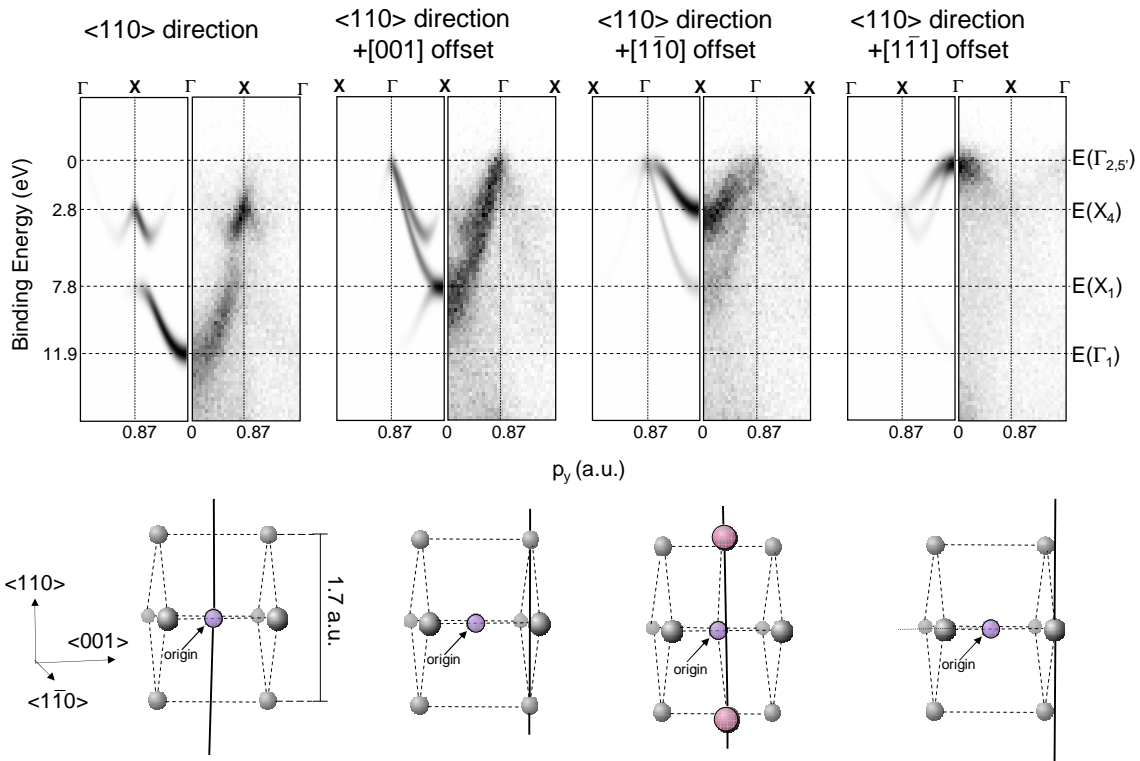 <110> direction
<110> direction
+[001] offset
<110> direction
+[11̅0] offset
<110> direction
+[11̅1] offset
Γ X Γ X Γ
X Γ X Γ X
X Γ X Γ X
Γ X Γ X Γ
Binding Energy (eV)
0
2.8
7.8
11.9
E(Γ2,5')
E(X4)
E(X1)
E(Γ1)
0.87 0 0.87
0.87 0 0.87
0.87 0 0.87
0.87 0 0.87
py (a.u.)
<110>
<001>
<11̅0>
origin
1.7 a.u.
origin
origin
origin